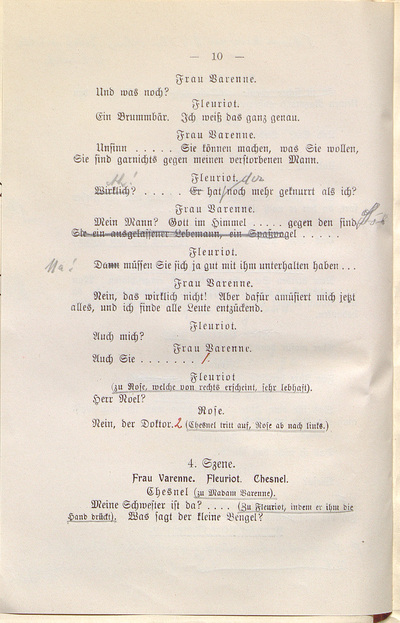 — 10 —
Frau Varenne.
Und was noch?
Fleuriot.
Ein Brummbär. Ich weiß das ganz genau.
Frau Varenne.
Unsinn . . . . . Sie können machen, was Sie wollen,
Sie sind garnichts gegen meinen verstorbenen Mann.
Fleuriot.
Wirklich? . . . . . Er hat noch mehr geknurrt als ich?
Frau Varenne.
Mein Mann? Gott im Himmel . . . . . gegen den sind
Sie ein ausgelassener Lebemann, ein Spaßvogel . . . . .
Fleuriot.
Na!
Dann müssen Sie sich ja gut mit ihm unterhalten haben . . .
Frau Varenne.
Nein, das wirklich nicht! Aber dafür amüsiert mich jetzt
alles, und ich finde alle Leute entzückend.
Fleuriot.
Auch mich?
Frau Varenne.
Auch Sie . . . . . . . 1.
Fleuriot
(zu Rose, welche von rechts erscheint, sehr lebhaft).
Herr Noel?
Rose.
Nein, der Doktor. 2 (Chesnel tritt auf, Rose ab nach links.)
4. Szene.
Frau Varenne. Fleuriot. Chesnel.
Chesnel (zu Madam Varenne).
Meine Schwester ist da? . . . . (Zu Fleuriot, indem er ihm die
Hand drückt). Was sagt der kleine Bengel?